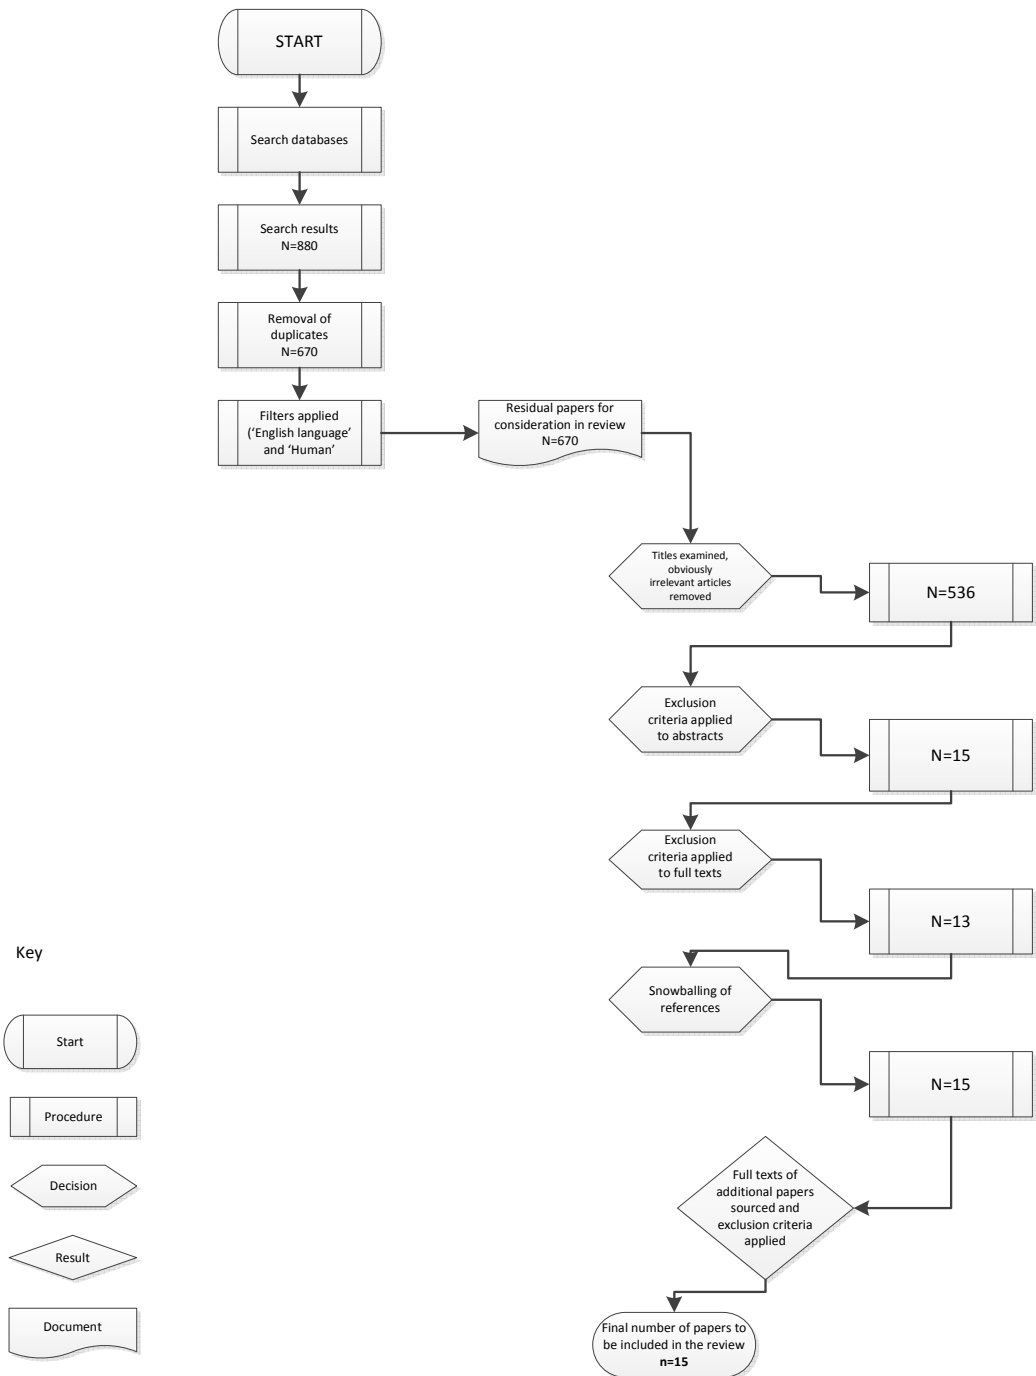 START
Search databases
Search results
N=880
Removal of
duplicates
N=670
Filters applied
('English language'
and 'Human'
Residual papers for
consideration in review
N=670
Titles examined,
obviously
irrelevant articles
removed
N=536
Exclusion
criteria applied
to abstracts
N=15
Exclusion
criteria applied
to full texts
N=13
Snowballing of
references
N=15
Full texts of
additional papers
sourced and
exclusion criteria
applied
Final number of papers to
be included in the review
n=15
Key
Start
Procedure
Decision
Result
Document